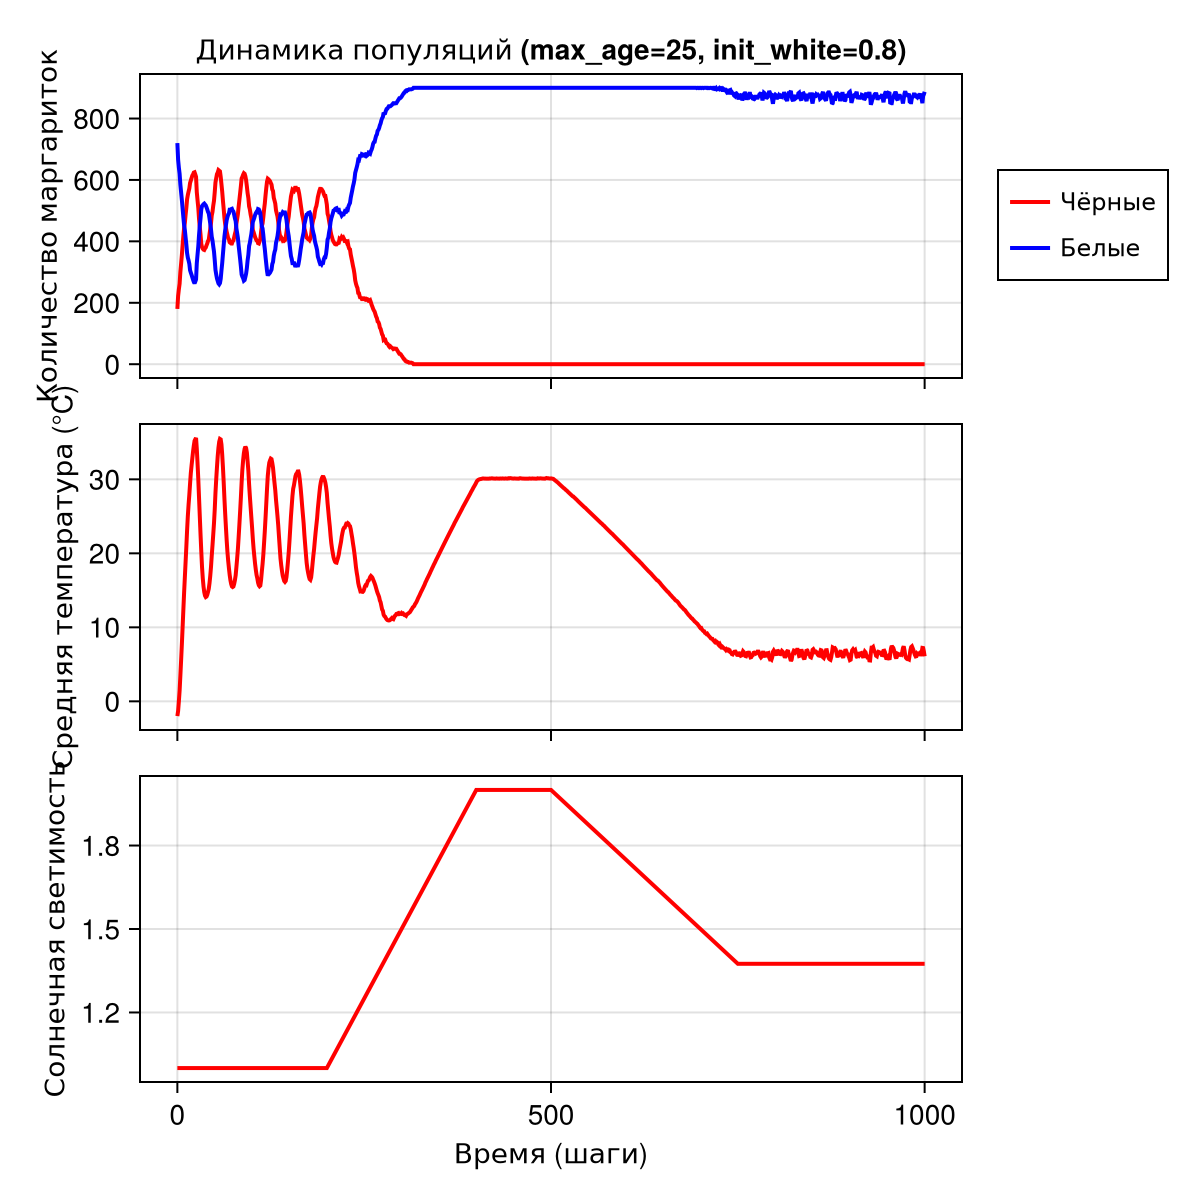 Динамика популяций (max_age=25, init_white=0.8)
Количество маргариток
800
600
400
200
0
Чёрные
Белые
Средняя температура (°C)
30
20
10
0
Солнечная светимость
1.8
1.5
1.2
0
500
1000
Время (шаги)